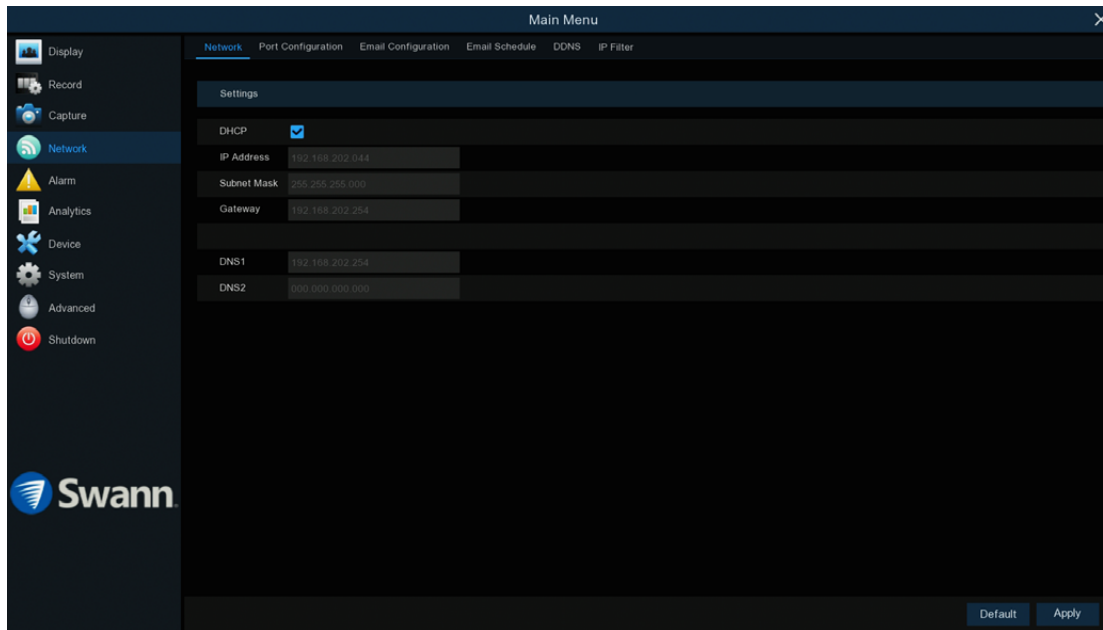 Main Menu
Display
Record
Capture
Network
Alarm
Analytics
Device
System
Advanced
Shutdown
Swann
Network Port Configuration Email Configuration Email Schedule DDNS IP Filter
Settings
DHCP
IP Address 192.168.202.044
Subnet Mask 255.255.255.000
Gateway 192.168.202.254
DNS1 192.168.202.254
DNS2 000.000.000.000
Default Apply